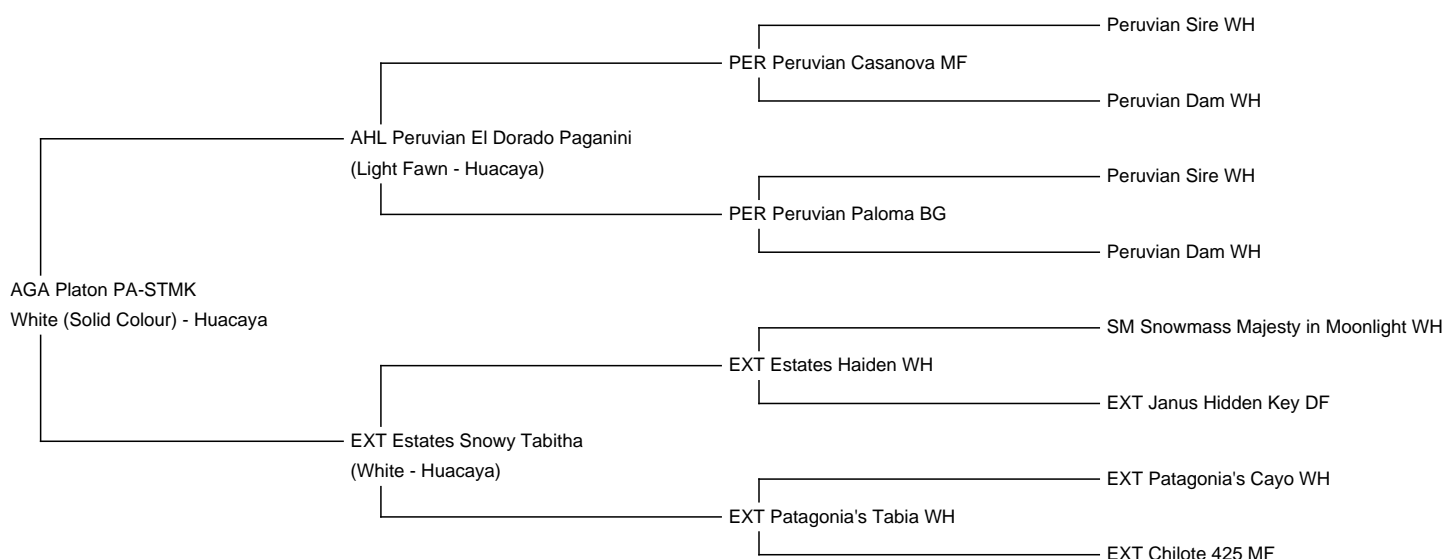 Peruvian Sire WH
PER Peruvian Casanova MF
Peruvian Dam WH
AHL Peruvian El Dorado Paganini
(Light Fawn - Huacaya)
Peruvian Sire WH
PER Peruvian Paloma BG
Peruvian Dam WH
AGA Platon PA-STMK
White (Solid Colour) - Huacaya
SM Snowmass Majesty in Moonlight WH
EXT Estates Haiden WH
EXT Janus Hidden Key DF
EXT Estates Snowy Tabitha
(White - Huacaya)
EXT Patagonia's Cayo WH
EXT Patagonia's Tabia WH
EXT Chilote 425 MF